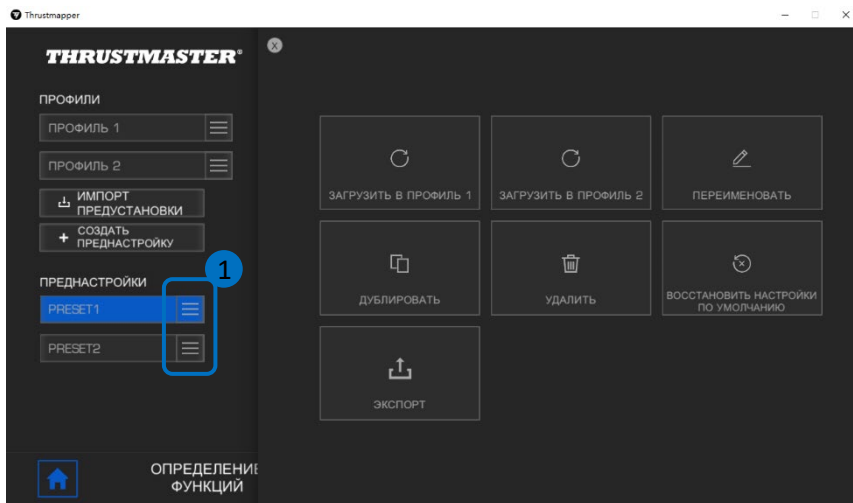 Thrustmapper
THRUSTMASTER®
X
ПРОФИЛИ
ПРОФИЛЬ 1
ПРОФИЛЬ 2
ИМПОРТ
ПРЕДУСТАНОВКИ
+ СОЗДАТЬ
ПРЕДНАСТРОЙКУ
1
ПРЕДНАСТРОЙКИ
PRESET1
PRESET2
ОПРЕДЕЛЕНИЕ
ФУНКЦИЙ
ЗАГРУЗИТЬ В ПРОФИЛЬ 1
ЗАГРУЗИТЬ В ПРОФИЛЬ 2
ПЕРЕИМЕНОВАТЬ
ДУБЛИРОВАТЬ
УДАЛИТЬ
ВОССТАНОВИТЬ НАСТРОЙКИ
ПО УМОЛЧАНИЮ
ЭКСПОРТ